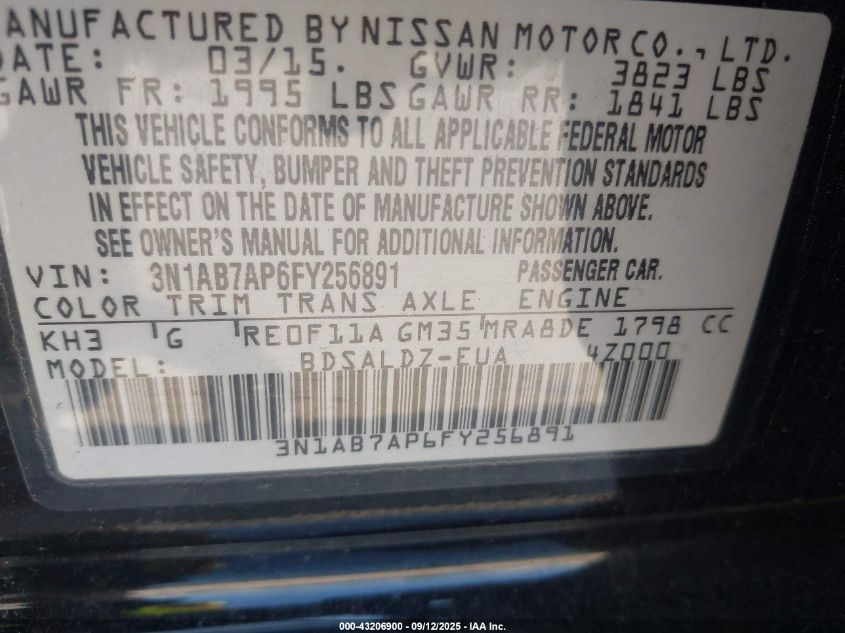 ANUFACTURED BY NISSAN MOTOR CO., LTD.
DATE: 03/15. GVWR: 3823 LBS
GAWR FR: 1995 LBS GAWR RR: 1841 LBS
THIS VEHICLE CONFORMS TO ALL APPLICABLE FEDERAL MOTOR
VEHICLE SAFETY, BUMPER AND THEFT PREVENTION STANDARDS
IN EFFECT ON THE DATE OF MANUFACTURE SHOWN ABOVE.
SEE OWNER'S MANUAL FOR ADDITIONAL INFORMATION.
VIN: 3N1AB7AP6FY256891 PASSENGER CAR.
COLOR TRIM TRANS AXLE ENGINE
KH3 G RE0F11A GM35 MRA8DE 1798 CC
MODEL: BDSALDZ-EUA 4Z000
3N1AB7AP6FY256891
000-43206900 - 09/12/2025 - IAA Inc.